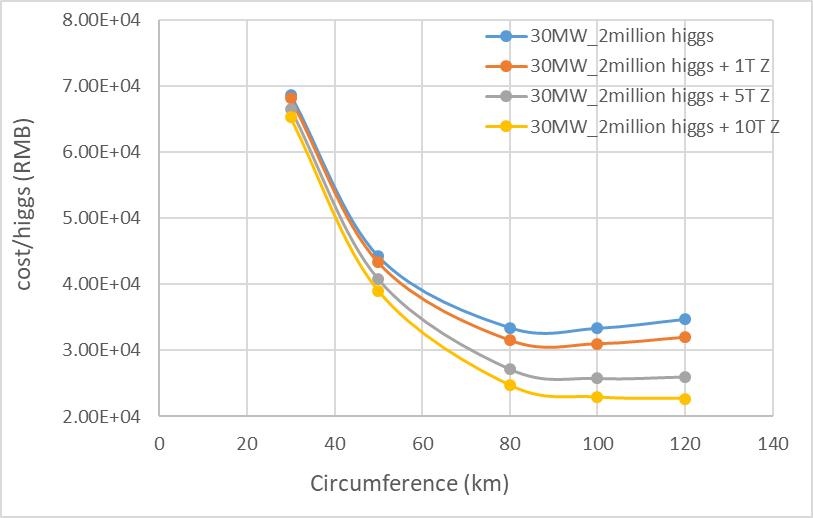 8.00E+04
7.00E+04
6.00E+04
5.00E+04
4.00E+04
3.00E+04
2.00E+04
cost/higgs (RMB)
30MW_2million higgs
30MW_2million higgs + 1T Z
30MW_2million higgs + 5T Z
30MW_2million higgs + 10T Z
0 20 40 60 80 100 120 140
Circumference (km)